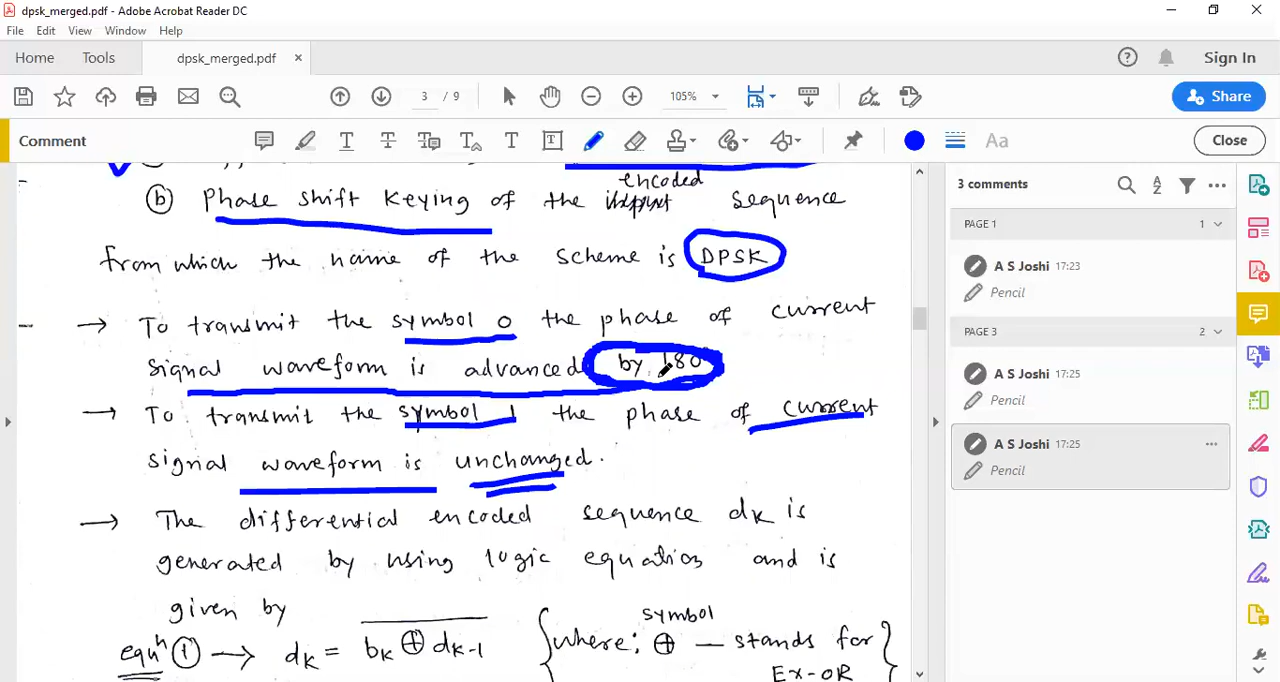 dpsk_merged.pdf - Adobe Acrobat Reader DC
File Edit View Window Help
Home Tools dpsk_merged.pdf × Sign In
3 / 9 105% Share
Comment Close
3 comments
PAGE 1 1
A S Joshi 17:23
Pencil
PAGE 3 2
A S Joshi 17:25
Pencil
A S Joshi 17:25
Pencil
encoded
(b) Phase shift keying of the sequence
from which the name of the scheme is DPSK
→ To transmit the symbol 0 the phase of current
signal waveform is advanced by 180°
→ To transmit the symbol 1 the phase of current
signal waveform is unchanged.
→ The differential encoded sequence dK is
generated by using logic equation and is
given by
symbol
eqnⁿ ① → dK = \overline{bK ⊕ dK-1} {where; ⊕ — stands for
Ex-OR }